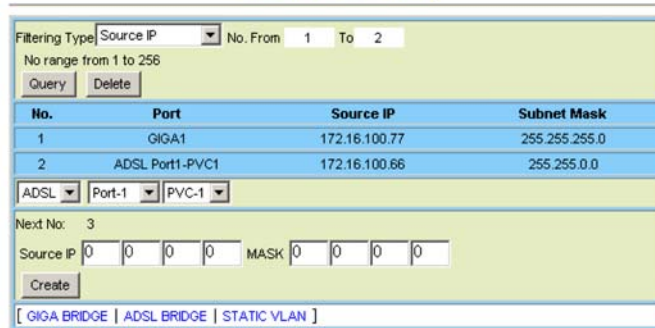 Filtering Type Source IP No. From 1 To 2
No range from 1 to 256
Query Delete
No. Port Source IP Subnet Mask
1 GIGA1 172.16.100.77 255.255.255.0
2 ADSL Port1-PVC1 172.16.100.66 255.255.0.0
ADSL Port-1 PVC-1
Next No: 3
Source IP 0 0 0 0 MASK 0 0 0 0
Create
[ GIGA BRIDGE | ADSL BRIDGE | STATIC VLAN ]